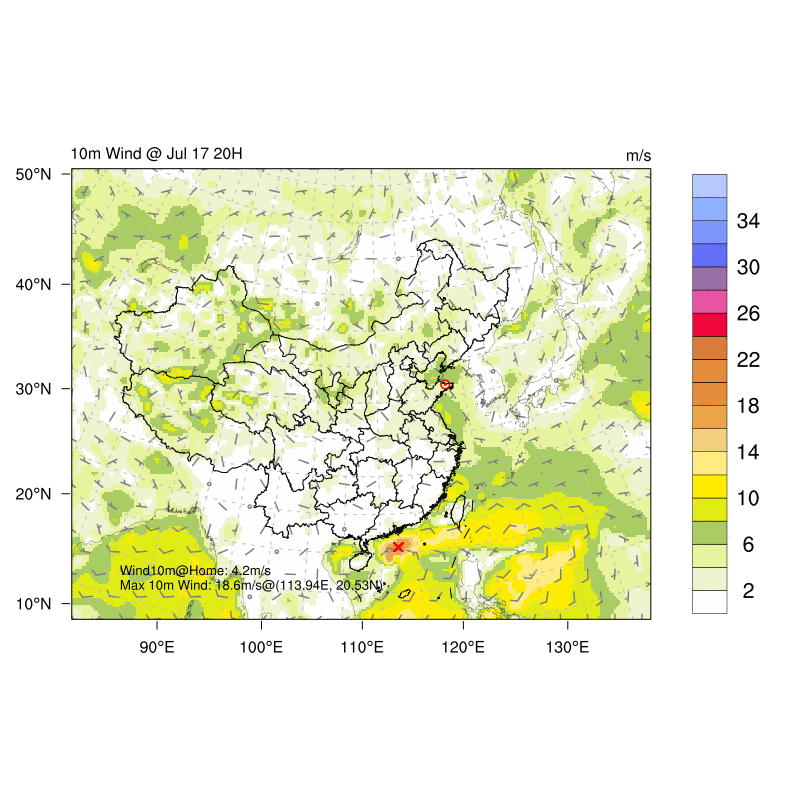 10m Wind @ Jul 17 20H
m/s
50°N
40°N
30°N
20°N
10°N
34
30
26
22
18
14
10
6
2
Wind10m@Home: 4.2m/s
Max 10m Wind: 18.6m/s@(113.94E, 20.53N)
90°E
100°E
110°E
120°E
130°E